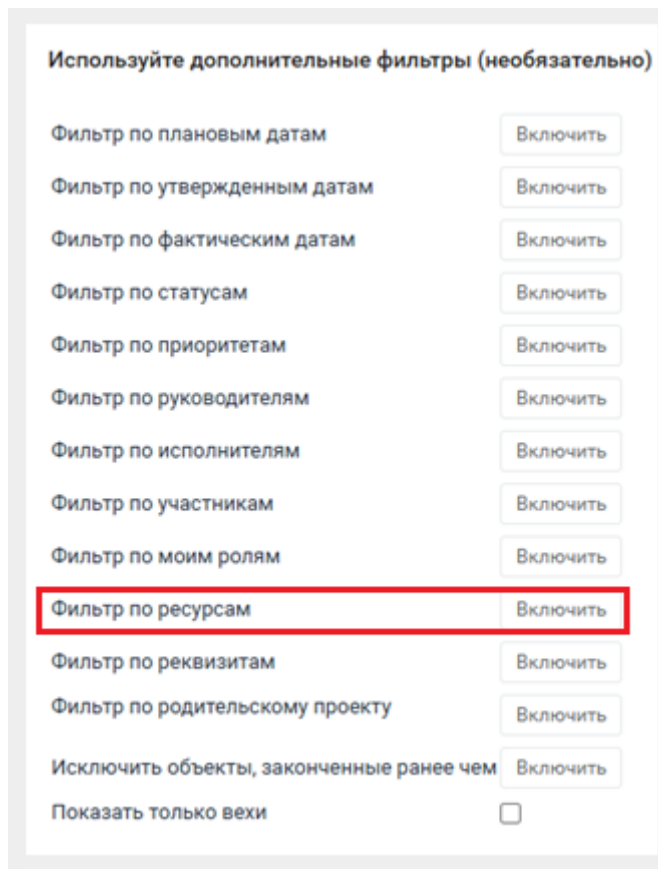 Используйте дополнительные фильтры (необязательно)
Фильтр по плановым датам Включить
Фильтр по утвержденным датам Включить
Фильтр по фактическим датам Включить
Фильтр по статусам Включить
Фильтр по приоритетам Включить
Фильтр по руководителям Включить
Фильтр по исполнителям Включить
Фильтр по участникам Включить
Фильтр по моим ролям Включить
Фильтр по ресурсам Включить
Фильтр по реквизитам Включить
Фильтр по родительскому проекту Включить
Исключить объекты, законченные ранее чем Включить
Показать только вехи